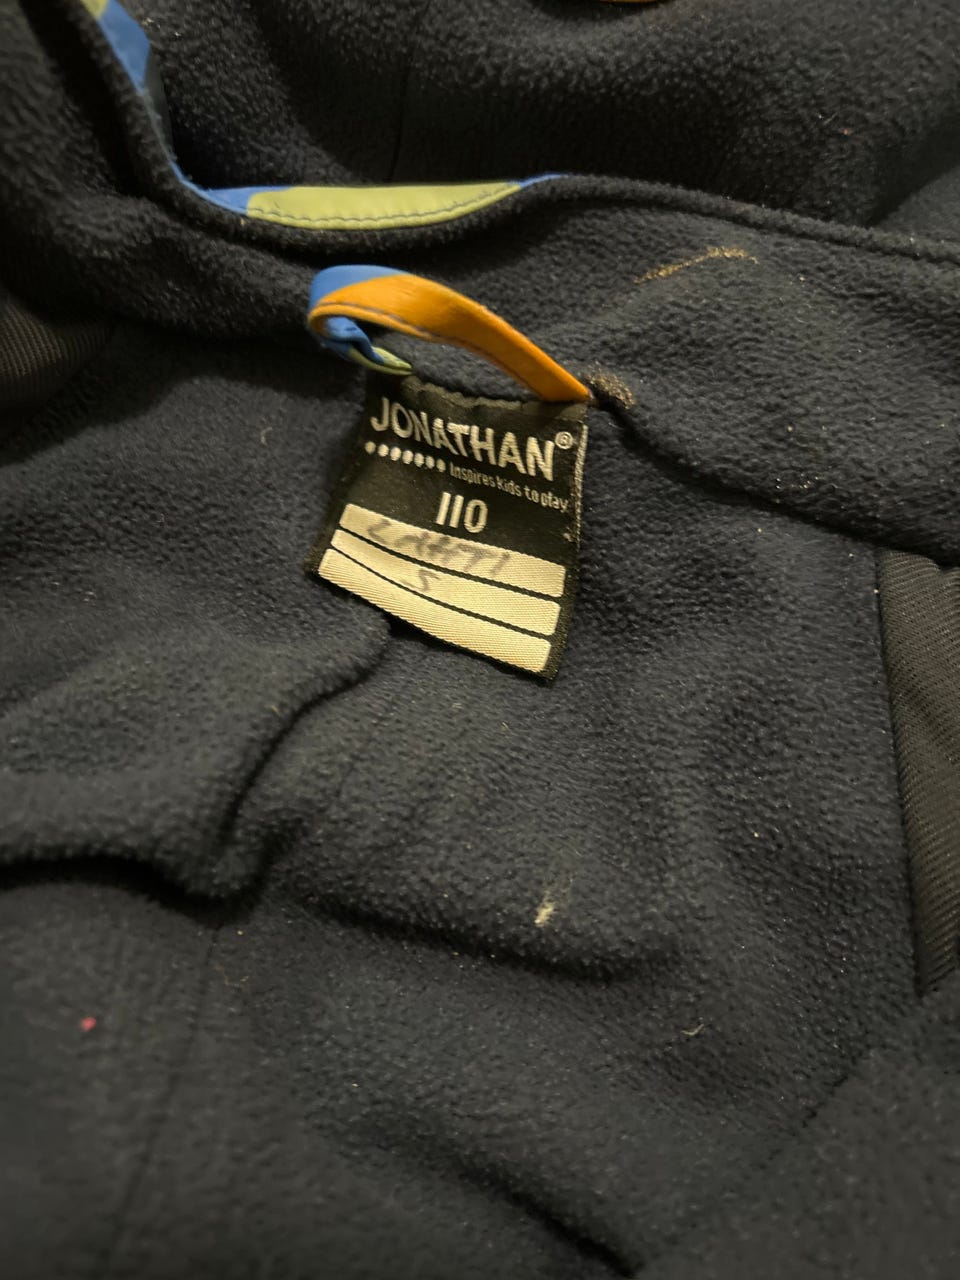 JONATHAN®
Inspires kids to play
110
S